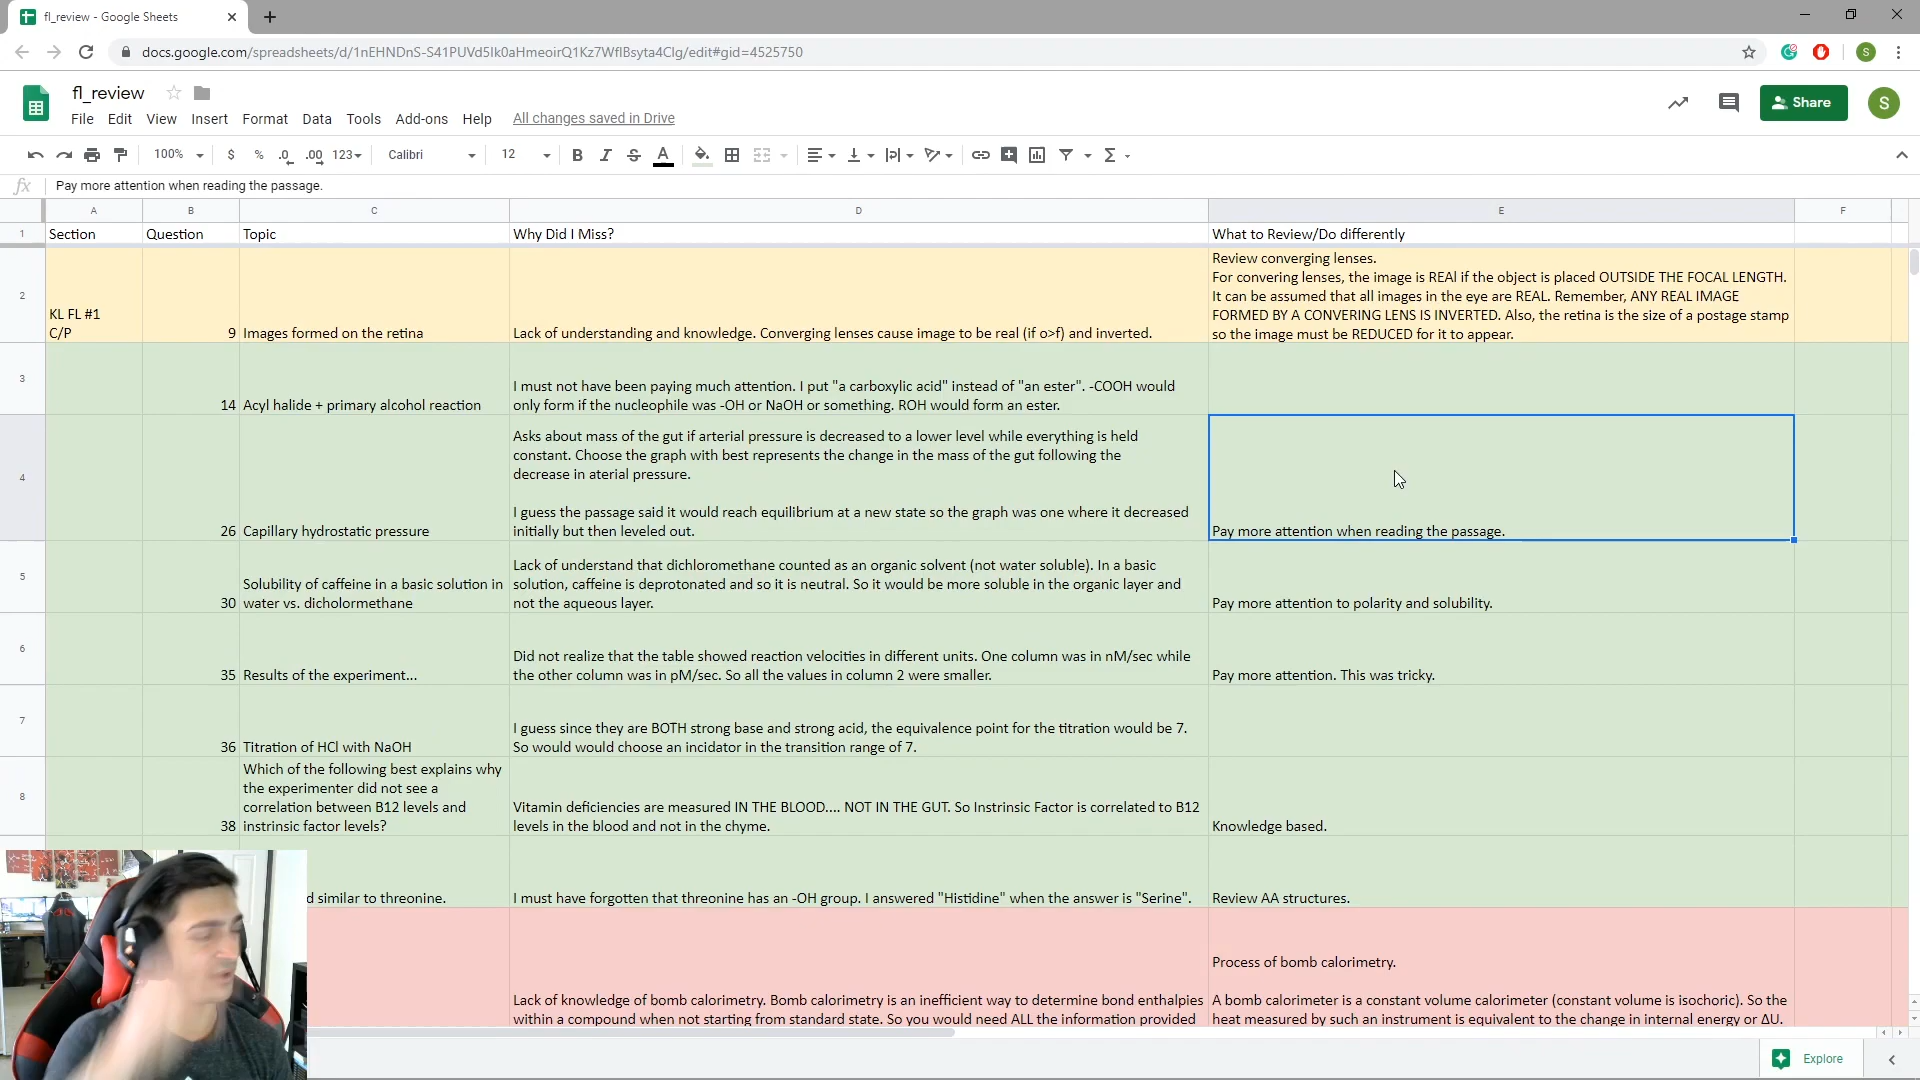 fl_review - Google Sheets
docs.google.com/spreadsheets/d/1nEHNDnS-S41PUVd5Ik0aHmeoirQ1Kz7WflBsyta4CIg/edit#gid=4525750
S
fl_review
File Edit View Insert Format Data Tools Add-ons Help All changes saved in Drive
Share
S
100% $ % .0 .00 123 Calibri 12 B I S A
fx Pay more attention when reading the passage.
A B C D E F
1 Section Question Topic Why Did I Miss? What to Review/Do differently
2
KL FL #1
C/P
9 Images formed on the retina
Lack of understanding and knowledge. Converging lenses cause image to be real (if o>f) and inverted.
Review converging lenses.
For convering lenses, the image is REAl if the object is placed OUTSIDE THE FOCAL LENGTH.
It can be assumed that all images in the eye are REAL. Remember, ANY REAL IMAGE
FORMED BY A CONVERING LENS IS INVERTED. Also, the retina is the size of a postage stamp
so the image must be REDUCED for it to appear.
3
14 Acyl halide + primary alcohol reaction
I must not have been paying much attention. I put "a carboxylic acid" instead of "an ester". -COOH would
only form if the nucleophile was -OH or NaOH or something. ROH would form an ester.
4
26 Capillary hydrostatic pressure
Asks about mass of the gut if arterial pressure is decreased to a lower level while everything is held
constant. Choose the graph with best represents the change in the mass of the gut following the
decrease in aterial pressure.
I guess the passage said it would reach equilibrium at a new state so the graph was one where it decreased
initially but then leveled out.
Pay more attention when reading the passage.
5
Solubility of caffeine in a basic solution in
30 water vs. dicholormethane
Lack of understand that dichloromethane counted as an organic solvent (not water soluble). In a basic
solution, caffeine is deprotonated and so it is neutral. So it would be more soluble in the organic layer and
not the aqueous layer.
Pay more attention to polarity and solubility.
6
35 Results of the experiment...
Did not realize that the table showed reaction velocities in different units. One column was in nM/sec while
the other column was in pM/sec. So all the values in column 2 were smaller.
Pay more attention. This was tricky.
7
36 Titration of HCl with NaOH
I guess since they are BOTH strong base and strong acid, the equivalence point for the titration would be 7.
So would would choose an incidator in the transition range of 7.
8
Which of the following best explains why
the experimenter did not see a
correlation between B12 levels and
38 instrinsic factor levels?
Vitamin deficiencies are measured IN THE BLOOD.... NOT IN THE GUT. So Instrinsic Factor is correlated to B12
levels in the blood and not in the chyme.
Knowledge based.
d similar to threonine.
I must have forgotten that threonine has an -OH group. I answered "Histidine" when the answer is "Serine".
Review AA structures.
Lack of knowledge of bomb calorimetry. Bomb calorimetry is an inefficient way to determine bond enthalpies
within a compound when not starting from standard state. So you would need ALL the information provided
Process of bomb calorimetry.
A bomb calorimeter is a constant volume calorimeter (constant volume is isochoric). So the
heat measured by such an instrument is equivalent to the change in internal energy or ΔU.
Explore